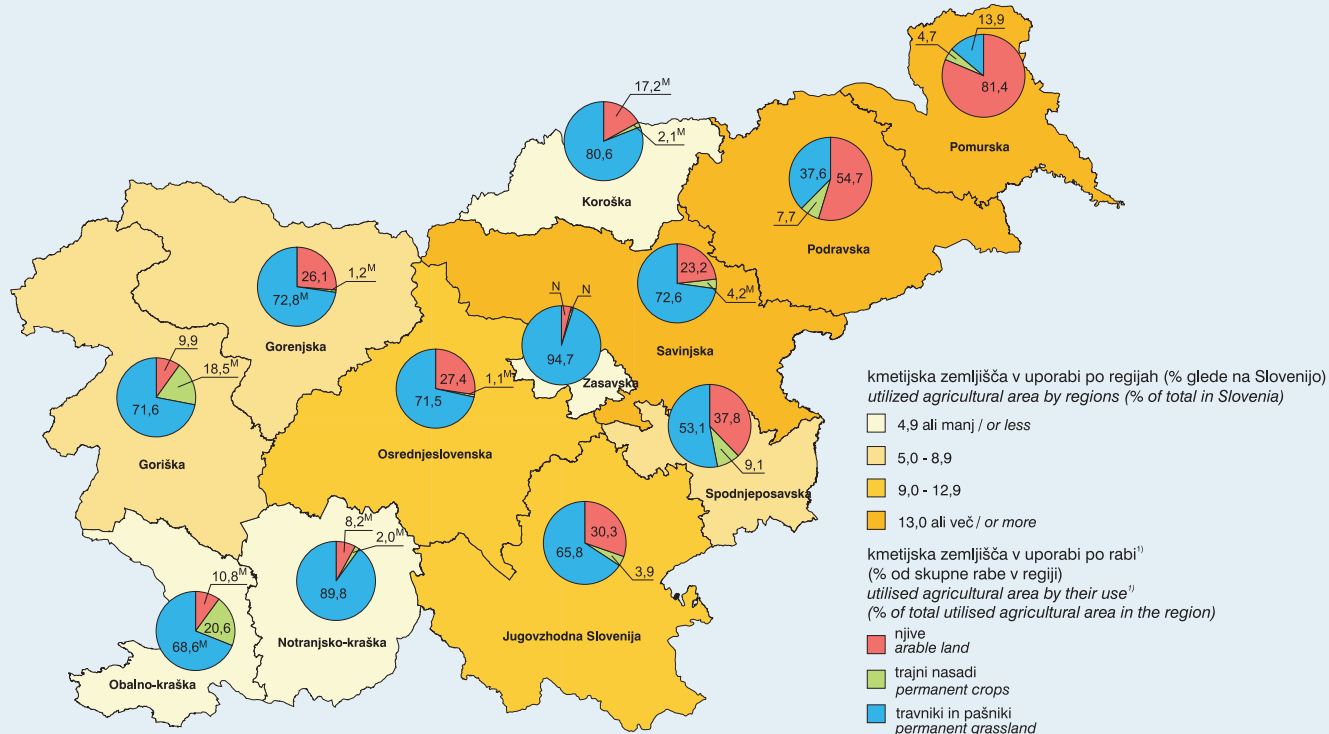 13,9
4,7
81,4
Pomurska
17,2ᴹ
2,1ᴹ
80,6
Koroška
37,6
54,7
7,7
Podravska
26,1
1,2ᴹ
72,8ᴹ
Gorenjska
23,2
4,2ᴹ
72,6
Savinjska
N
N
94,7
Zasavska
9,9
18,5ᴹ
71,6
Goriška
27,4
1,1ᴹ
71,5
Osrednjeslovenska
37,8
53,1
9,1
Spodnjeposavska
30,3
65,8
3,9
Jugovzhodna Slovenija
8,2ᴹ
2,0ᴹ
89,8
Notranjsko-kraška
10,8ᴹ
20,6
68,6ᴹ
Obalno-kraška
kmetijska zemljišča v uporabi po regijah (% glede na Slovenijo)
utilized agricultural area by regions (% of total in Slovenia)
4,9 ali manj / or less
5,0 - 8,9
9,0 - 12,9
13,0 ali več / or more
kmetijska zemljišča v uporabi po rabi¹⁾
(% od skupne rabe v regiji)
utilised agricultural area by their use¹⁾
(% of total utilised agricultural area in the region)
njive
arable land
trajni nasadi
permanent crops
travniki in pašniki
permanent grassland